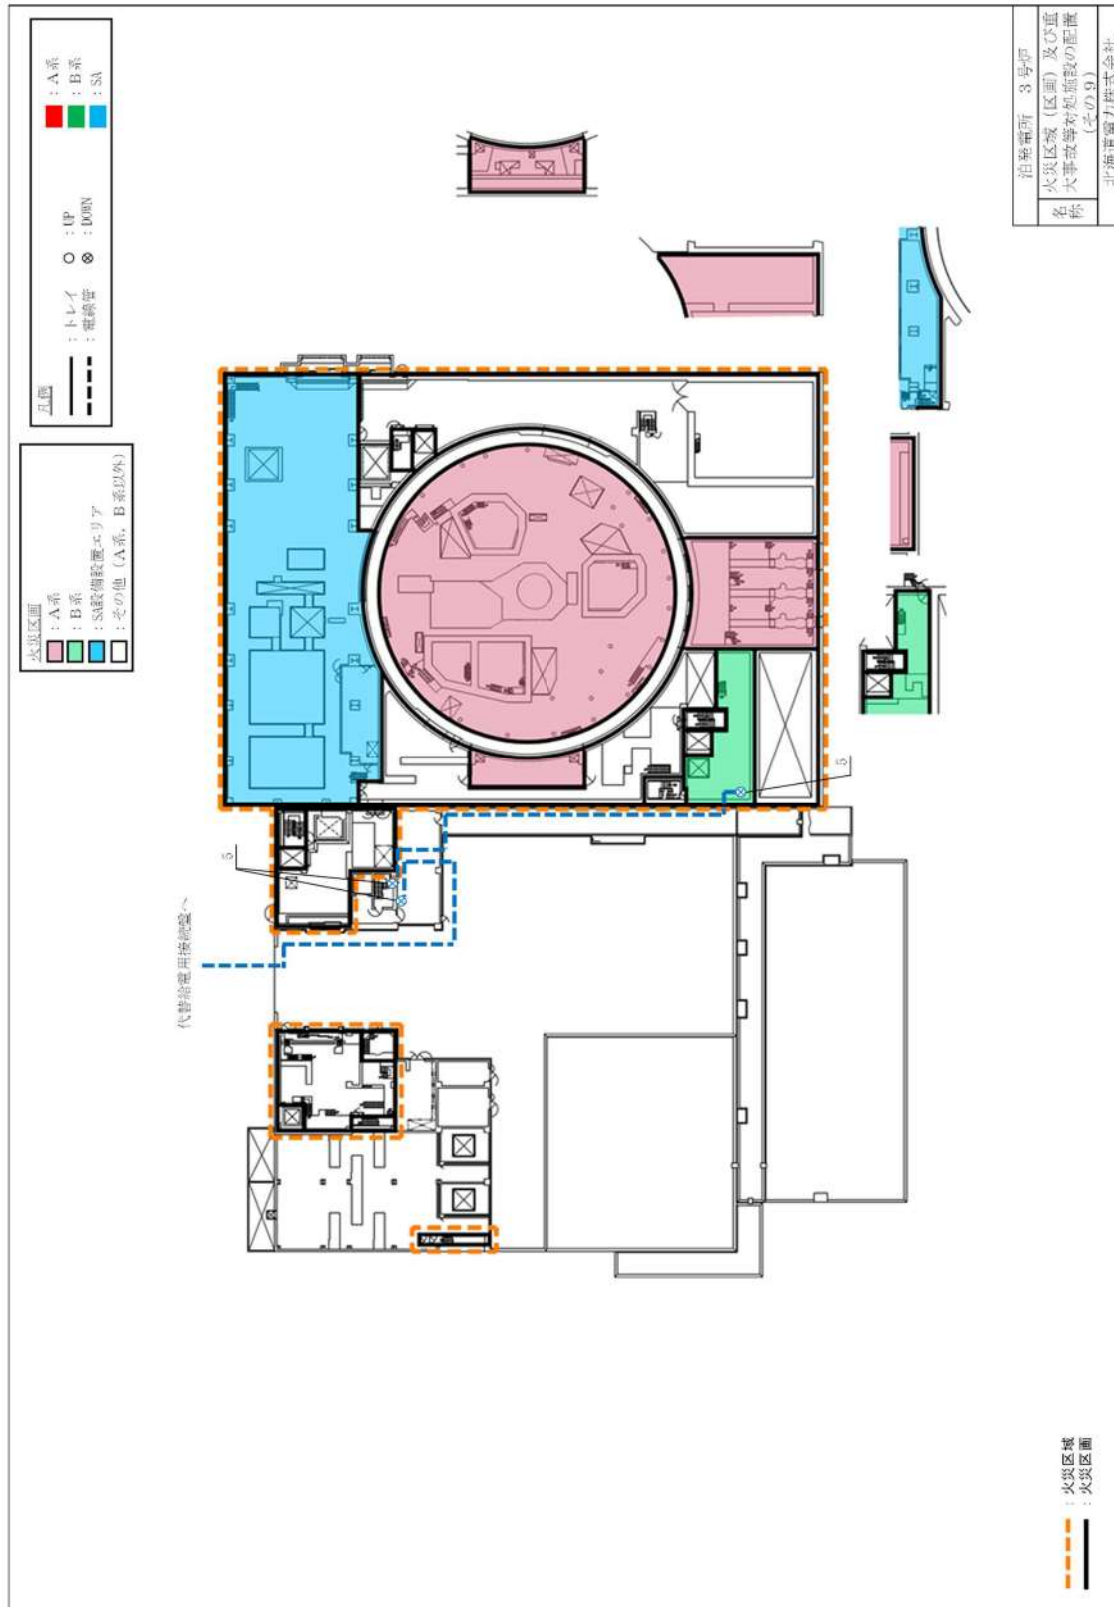 火災区画
: A系
: B系
: SA設備設置エリア
: その他（A系，B系以外）
凡例
: トレイ
: 電線管
○ : UP
⊗ : DOWN
: A系
: B系
: SA
代替給電用接続盤へ
5
5
: 火災区域
: 火災区画
泊発電所　3号炉
名称
火災区域（区画）及び重
大事故等対処施設の配置
（その9）
北海道電力株式会社